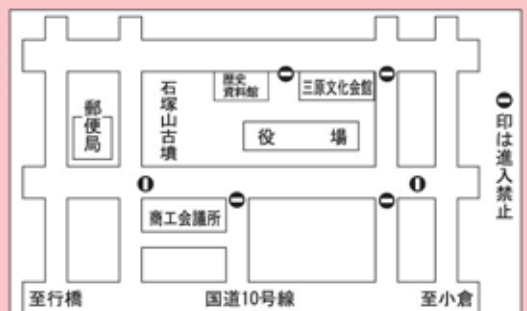 歴史
資料館
三原文化会館
石塚山古墳
郵便局
役　場
印は進入禁止
商工会議所
至行橋
国道10号線
至小倉